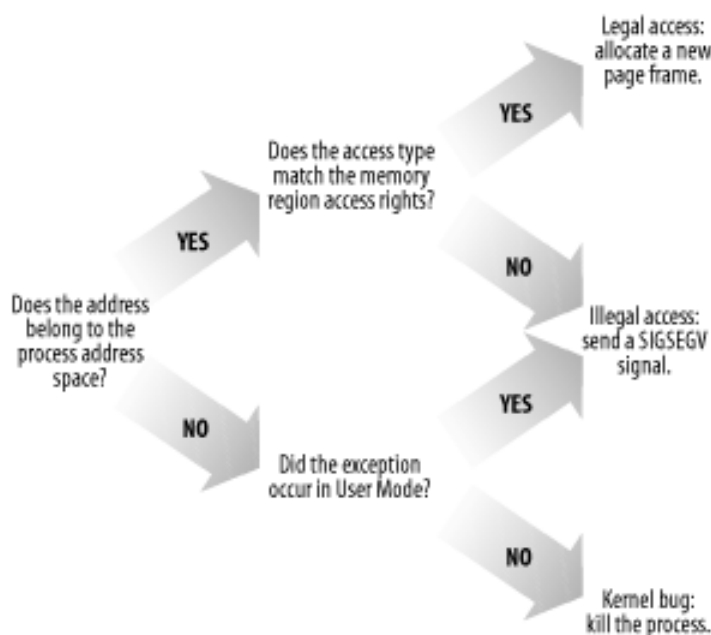 Legal access:
allocate a new
page frame.
YES
Does the access type
match the memory
region access rights?
YES
NO
Does the address
belong to the
process address
space?
Illegal access:
send a SIGSEGV
signal.
YES
NO
Did the exception
occur in User Mode?
NO
Kernel bug:
kill the process.